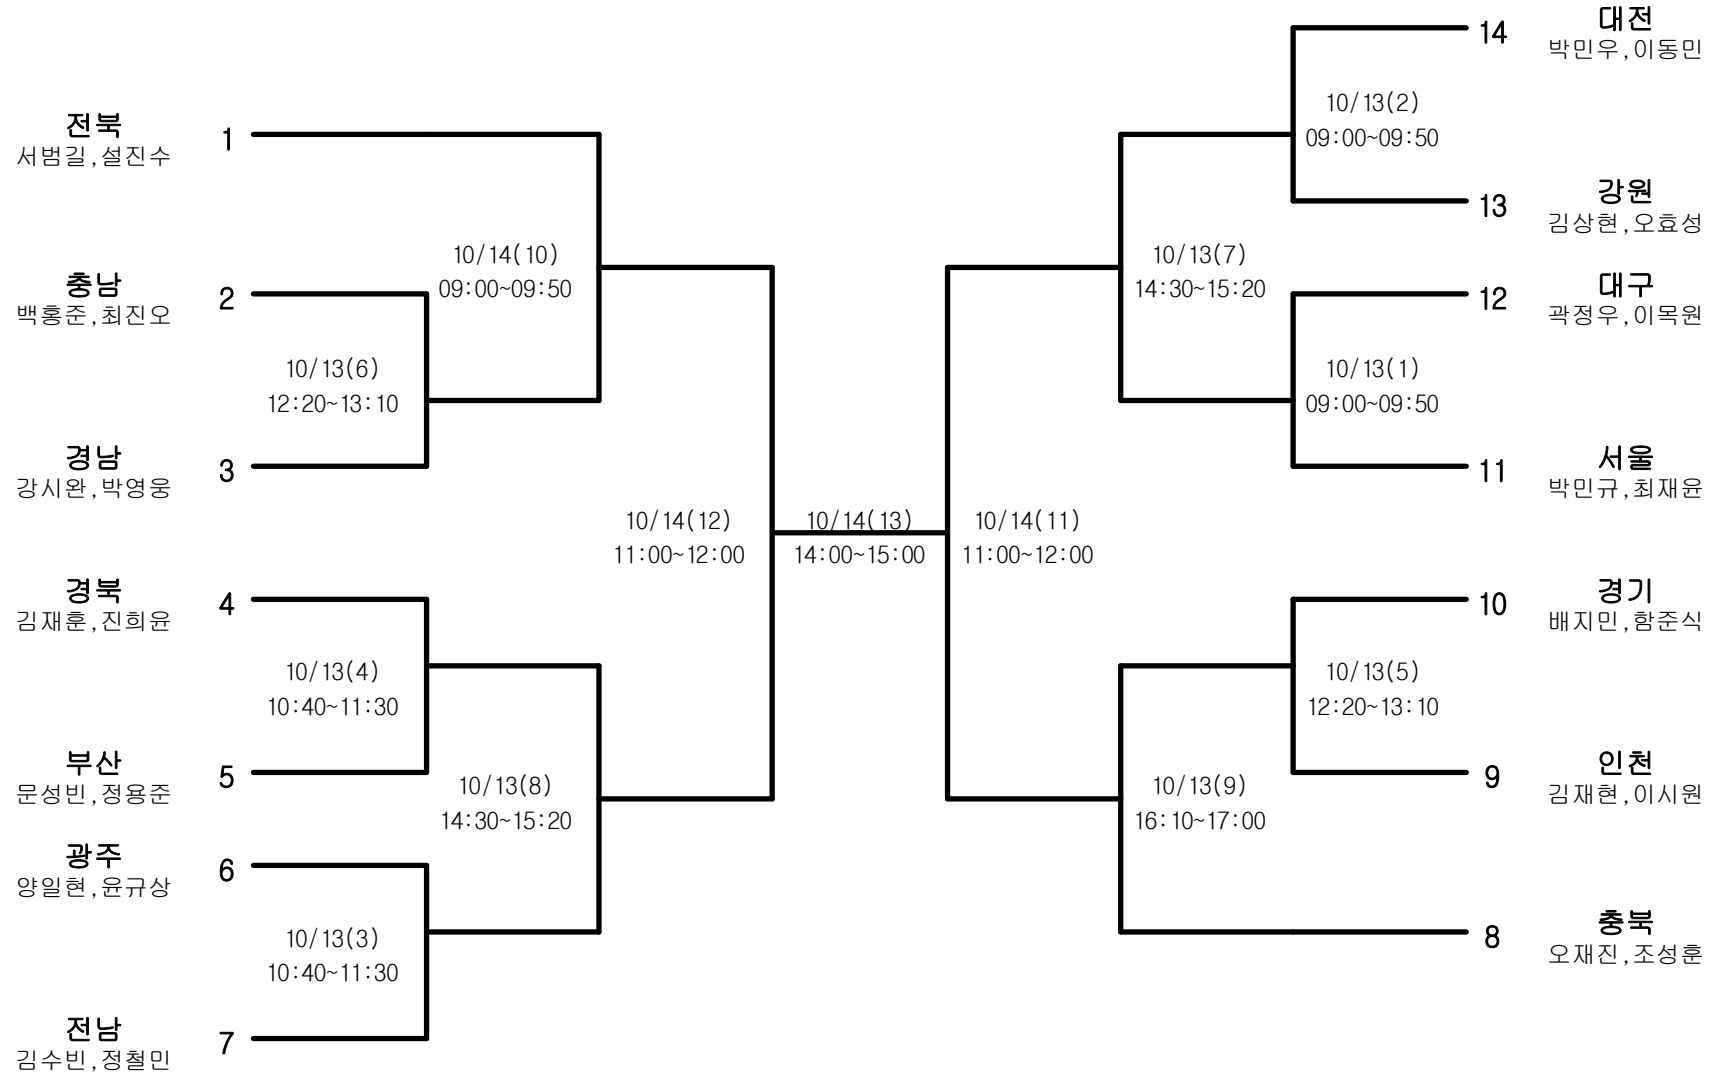 전북
서범길,설진수
1
충남
백홍준,최진오
2
경남
강시완,박영웅
3
경북
김재훈,진희윤
4
부산
문성빈,정용준
5
광주
양일현,윤규상
6
전남
김수빈,정철민
7
10/13(6)
12:20~13:10
10/13(4)
10:40~11:30
10/13(3)
10:40~11:30
10/14(10)
09:00~09:50
10/13(8)
14:30~15:20
10/14(12)
11:00~12:00
10/14(13)
14:00~15:00
10/14(11)
11:00~12:00
10/13(7)
14:30~15:20
10/13(9)
16:10~17:00
10/13(2)
09:00~09:50
10/13(1)
09:00~09:50
10/13(5)
12:20~13:10
14
대전
박민우,이동민
13
강원
김상현,오효성
12
대구
곽정우,이목원
11
서울
박민규,최재윤
10
경기
배지민,함준식
9
인천
김재현,이시원
8
충북
오재진,조성훈